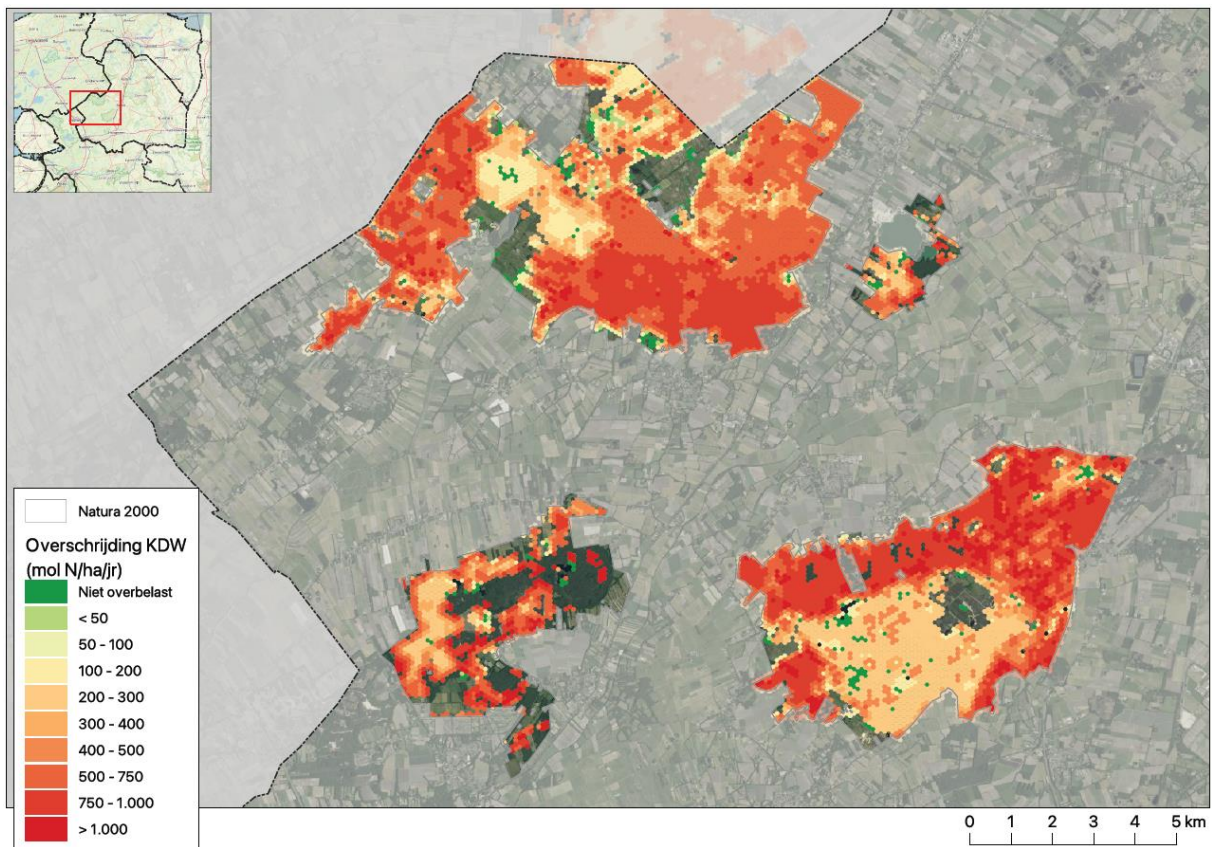 Natura 2000
Overschrijding KDW
(mol N/ha/jr)
Niet overbelast
< 50
50 - 100
100 - 200
200 - 300
300 - 400
400 - 500
500 - 750
750 - 1.000
> 1.000
0 1 2 3 4 5 km